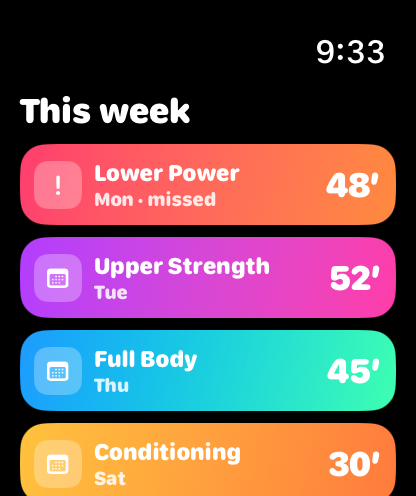 9:33
This week
Lower Power
Mon · missed
48′
Upper Strength
Tue
52′
Full Body
Thu
45′
Conditioning
Sat
30′